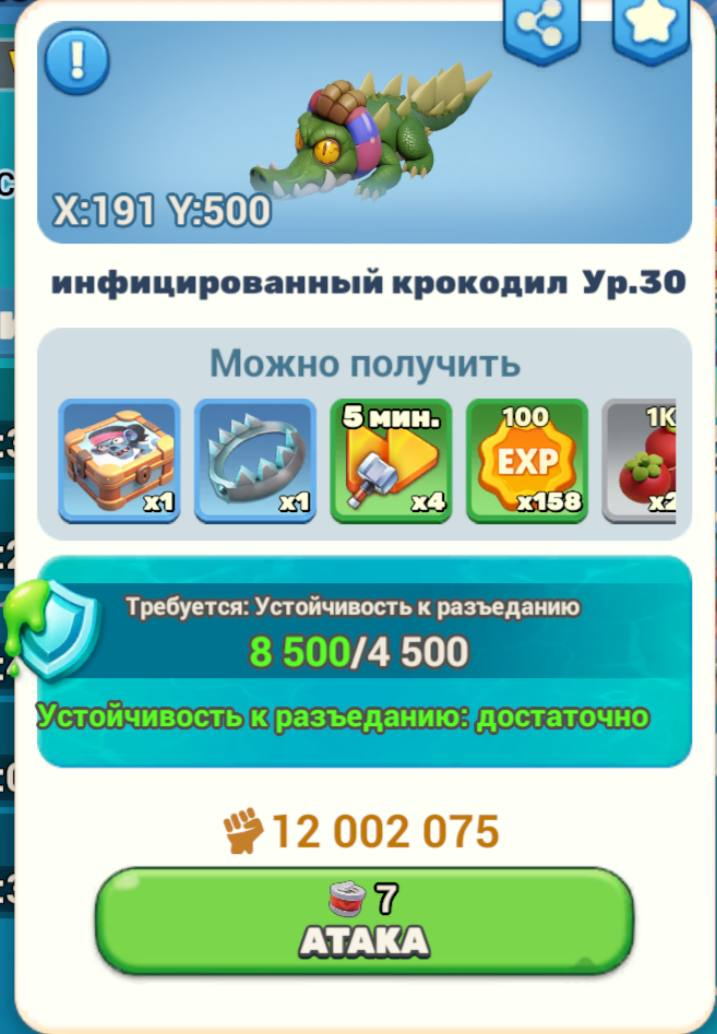 X:191 Y:500
инфицированный крокодил Ур.30
Можно получить
5 мин.
100
1K
EXP
x1
x1
x4
x158
Требуется: Устойчивость к разъеданию
8 500/4 500
Устойчивость к разъеданию: достаточно
12 002 075
7
АТАКА